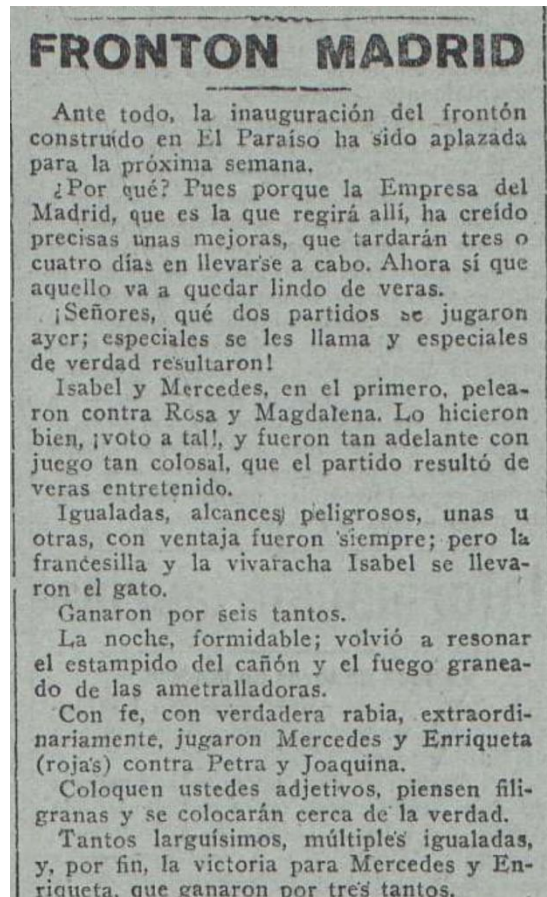 FRONTON MADRID
Ante todo, la inauguración del frontón
construído en El Paraíso ha sido aplazada
para la próxima semana.
¿Por qué? Pues porque la Empresa del
Madrid, que es la que regirá allí, ha creído
precisas unas mejoras, que tardarán tres o
cuatro días en llevarse a cabo. Ahora sí que
aquello va a quedar lindo de veras.
¡Señores, qué dos partidos se jugaron
ayer; especiales se les llama y especiales
de verdad resultaron!
Isabel y Mercedes, en el primero, pelea-
ron contra Rosa y Magdalena. Lo hicieron
bien, ¡voto a tal!, y fueron tan adelante con
juego tan colosal, que el partido resultó de
veras entretenido.
Igualadas, alcances peligrosos, unas u
otras, con ventaja fueron siempre; pero la
francesilla y la vivaracha Isabel se lleva-
ron el gato.
Ganaron por seis tantos.
La noche, formidable; volvió a resonar
el estampido del cañón y el fuego granea-
do de las ametralladoras.
Con fe, con verdadera rabia, extraordi-
nariamente, jugaron Mercedes y Enriqueta
(rojas) contra Petra y Joaquina.
Coloquen ustedes adjetivos, piensen fili-
granas y se colocarán cerca de la verdad.
Tantos larguísimos, múltiples igualadas,
y, por fin, la victoria para Mercedes y En-
riqueta, que ganaron por tres tantos.